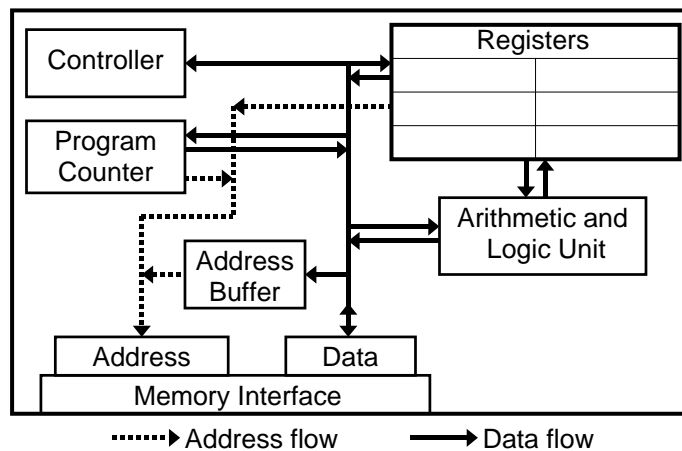 Controller
Registers
Program
Counter
Arithmetic and
Logic Unit
Address
Buffer
Address
Data
Memory Interface
Address flow
Data flow